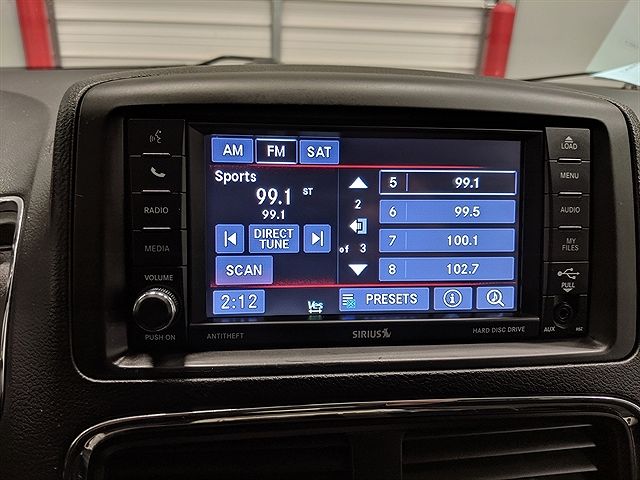 AM FM SAT
LOAD
Sports
99.1 ST
99.1
5 99.1
MENU
2
6 99.5
RADIO
DIRECT
TUNE
AUDIO
MEDIA
of 3
7 100.1
MY
FILES
SCAN
8 102.7
VOLUME
PULL
2:12
Ves
PRESETS
PUSH ON
ANTITHEFT
SIRIUS
HARD DISC DRIVE
AUX